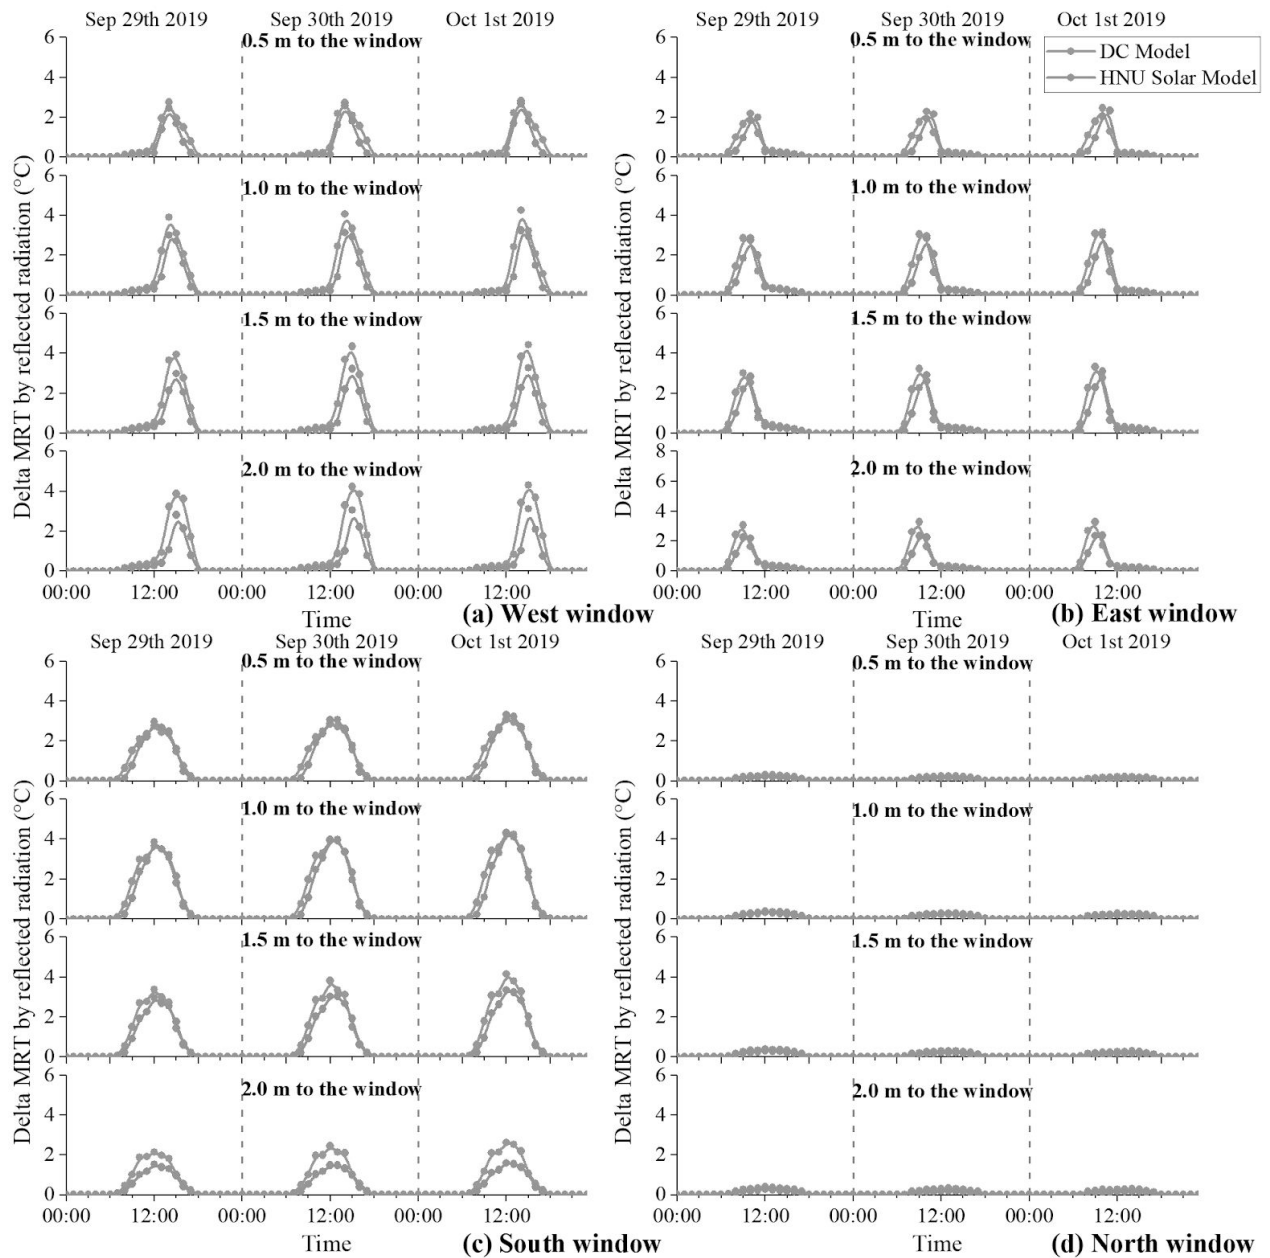 Sep 29th 2019 Sep 30th 2019 Oct 1st 2019
0.5 m to the window
6
4
2
0
1.0 m to the window
6
4
2
0
1.5 m to the window
6
4
2
0
2.0 m to the window
6
4
2
0
Delta MRT by reflected radiation (°C)
Delta MRT by reflected radiation (°C)
00:00 12:00 00:00 12:00 00:00 12:00
Time
(a) West window
Sep 29th 2019 Sep 30th 2019 Oct 1st 2019
0.5 m to the window
DC Model
HNU Solar Model
6
4
2
0
1.0 m to the window
6
4
2
0
1.5 m to the window
6
4
2
0
2.0 m to the window
8
6
4
2
0
Delta MRT by reflected radiation (°C)
00:00 12:00 00:00 12:00 00:00 12:00
Time
(b) East window
Sep 29th 2019 Sep 30th 2019 Oct 1st 2019
0.5 m to the window
6
4
2
0
1.0 m to the window
6
4
2
0
1.5 m to the window
6
4
2
0
2.0 m to the window
6
4
2
0
00:00 12:00 00:00 12:00 00:00 12:00
Time
(c) South window
Sep 29th 2019 Sep 30th 2019 Oct 1st 2019
0.5 m to the window
6
4
2
0
1.0 m to the window
6
4
2
0
1.5 m to the window
6
4
2
0
2.0 m to the window
6
4
2
0
Delta MRT by reflected radiation (°C)
00:00 12:00 00:00 12:00 00:00 12:00
Time
(d) North window